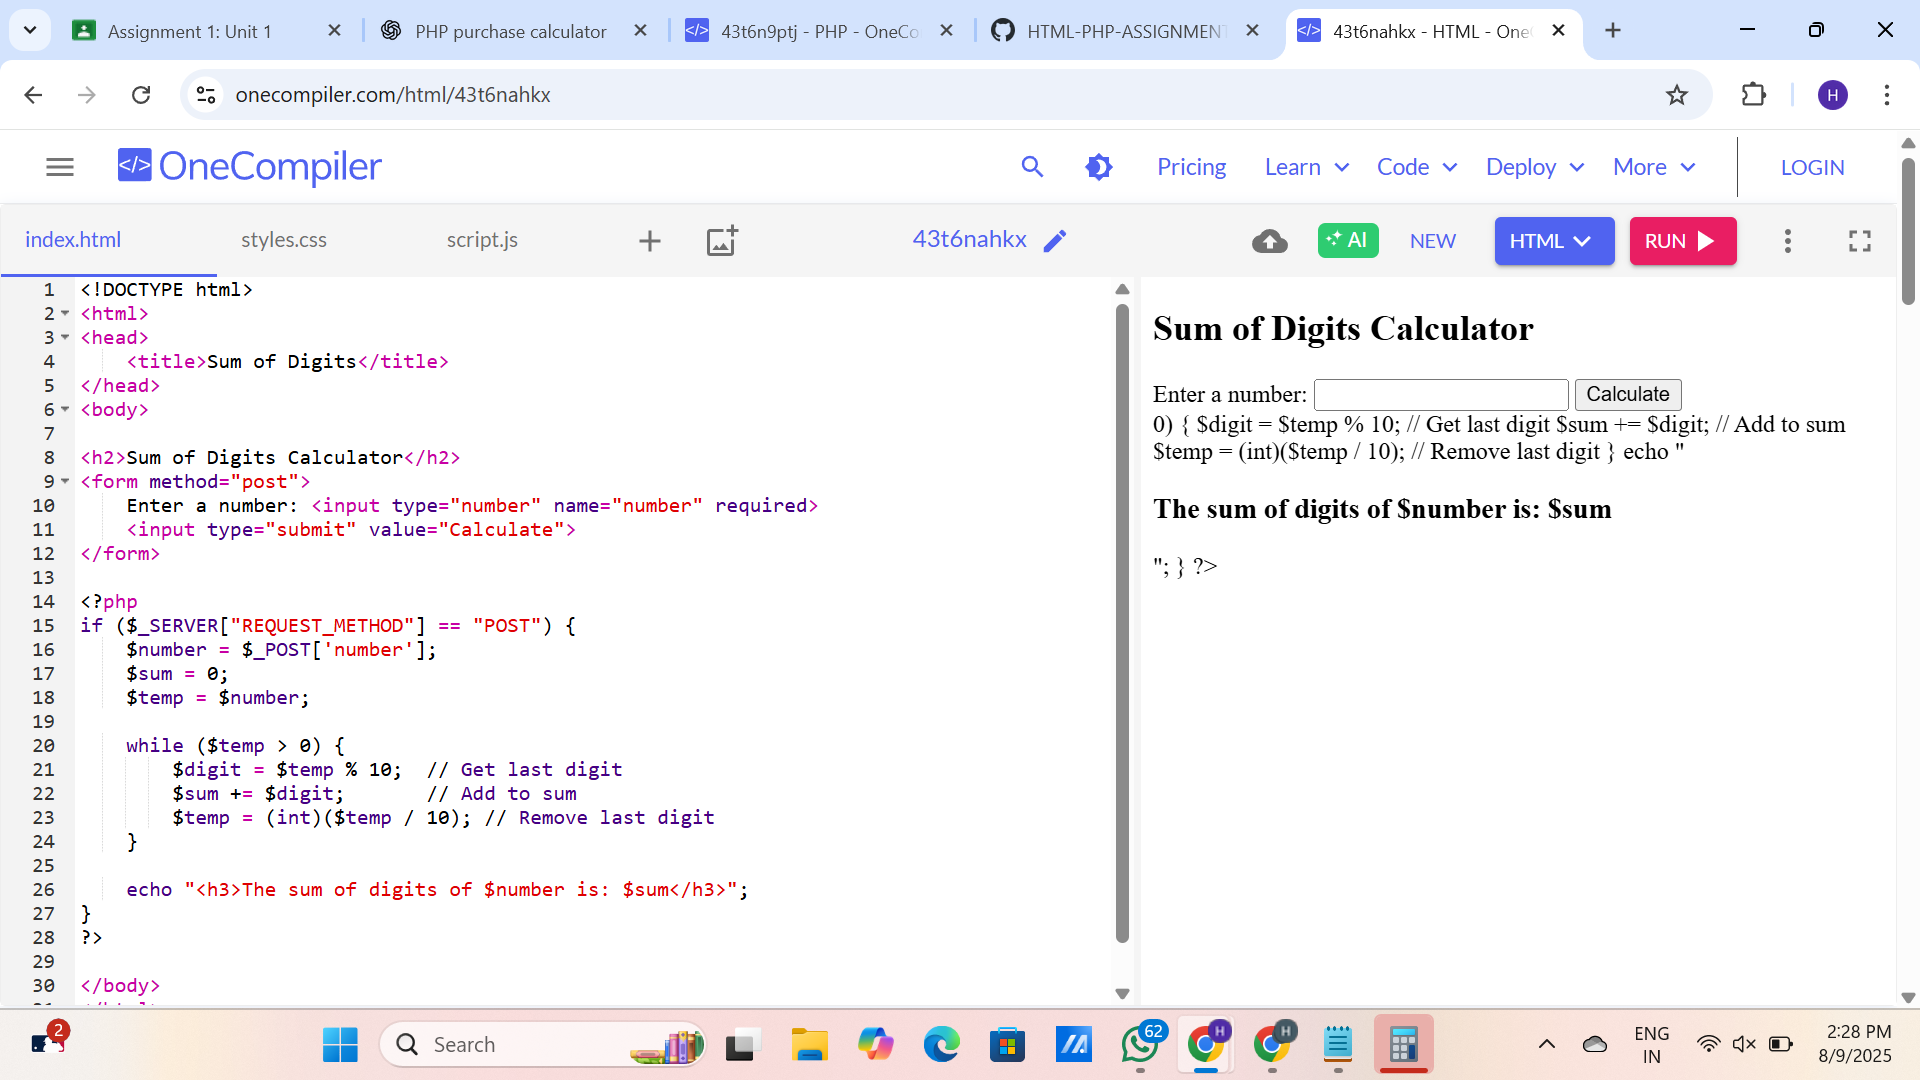 Assignment 1: Unit 1
PHP purchase calculator
43t6n9ptj - PHP - OneCo
HTML-PHP-ASSIGNMENT
43t6nahkx - HTML - One
onecompiler.com/html/43t6nahkx
H
</> OneCompiler
Pricing
Learn
Code
Deploy
More
LOGIN
index.html
styles.css
script.js
43t6nahkx
AI
NEW
HTML
RUN
1 <!DOCTYPE html>
2 <html>
3 <head>
4     <title>Sum of Digits</title>
5 </head>
6 <body>
7
8 <h2>Sum of Digits Calculator</h2>
9 <form method="post">
10     Enter a number: <input type="number" name="number" required>
11     <input type="submit" value="Calculate">
12 </form>
13
14 <?php
15 if ($_SERVER["REQUEST_METHOD"] == "POST") {
16     $number = $_POST['number'];
17     $sum = 0;
18     $temp = $number;
19
20     while ($temp > 0) {
21         $digit = $temp % 10;  // Get last digit
22         $sum += $digit;       // Add to sum
23         $temp = (int)($temp / 10); // Remove last digit
24     }
25
26     echo "<h3>The sum of digits of $number is: $sum</h3>";
27 }
28 ?>
29
30 </body>
Sum of Digits Calculator
Enter a number: Calculate
0) { $digit = $temp % 10; // Get last digit $sum += $digit; // Add to sum
$temp = (int)($temp / 10); // Remove last digit } echo "
The sum of digits of $number is: $sum
"; } ?>
2
Search
62
H
H
ENG
IN
2:28 PM
8/9/2025